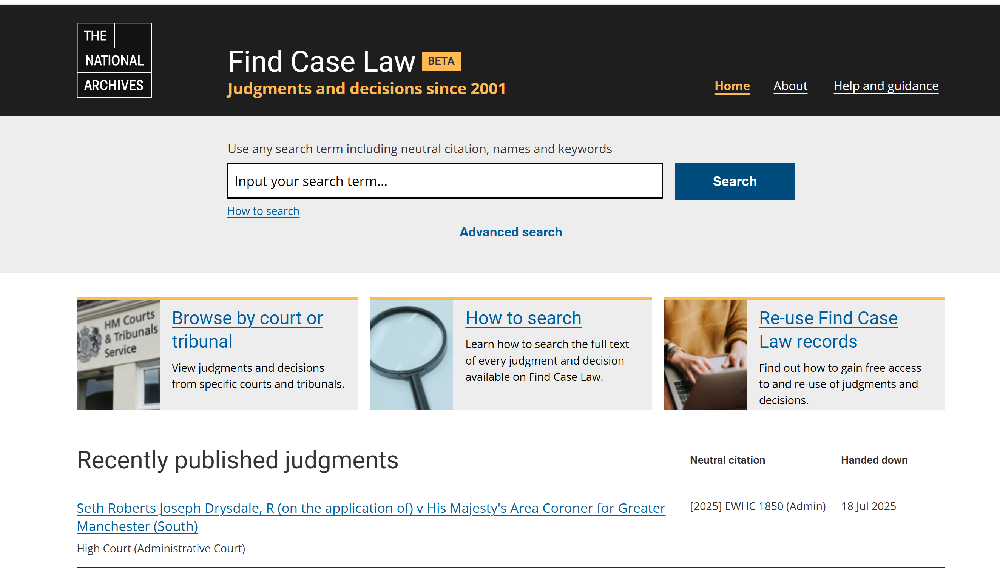 THE
NATIONAL
ARCHIVES
Find Case Law BETA
Judgments and decisions since 2001
Home About Help and guidance
Use any search term including neutral citation, names and keywords
Input your search term...
Search
How to search
Advanced search
HM Courts
& Tribunals
Service
Browse by court or
tribunal
View judgments and decisions
from specific courts and tribunals.
How to search
Learn how to search the full text
of every judgment and decision
available on Find Case Law.
Re-use Find Case
Law records
Find out how to gain free access
to and re-use of judgments and
decisions.
Recently published judgments Neutral citation Handed down
Seth Roberts Joseph Drysdale, R (on the application of) v His Majesty's Area Coroner for Greater [2025] EWHC 1850 (Admin) 18 Jul 2025
Manchester (South)
High Court (Administrative Court)